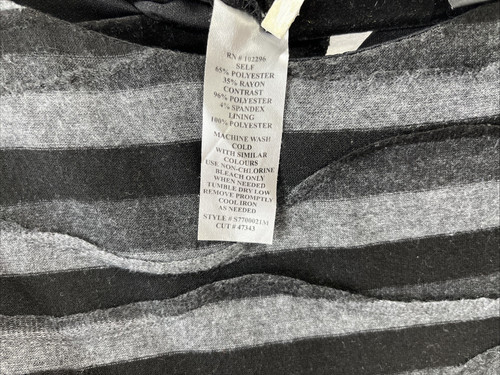 RN # 102296
SELF
65% POLYESTER
35% RAYON
CONTRAST
96% POLYESTER
4% SPANDEX
LINING
100% POLYESTER
MACHINE WASH
COLD
WITH SIMILAR
COLOURS
USE NON-CHLORINE
BLEACH ONLY
WHEN NEEDED
TUMBLE DRY LOW
REMOVE PROMPTLY
COOL IRON
AS NEEDED
STYLE #
CUT # 47343